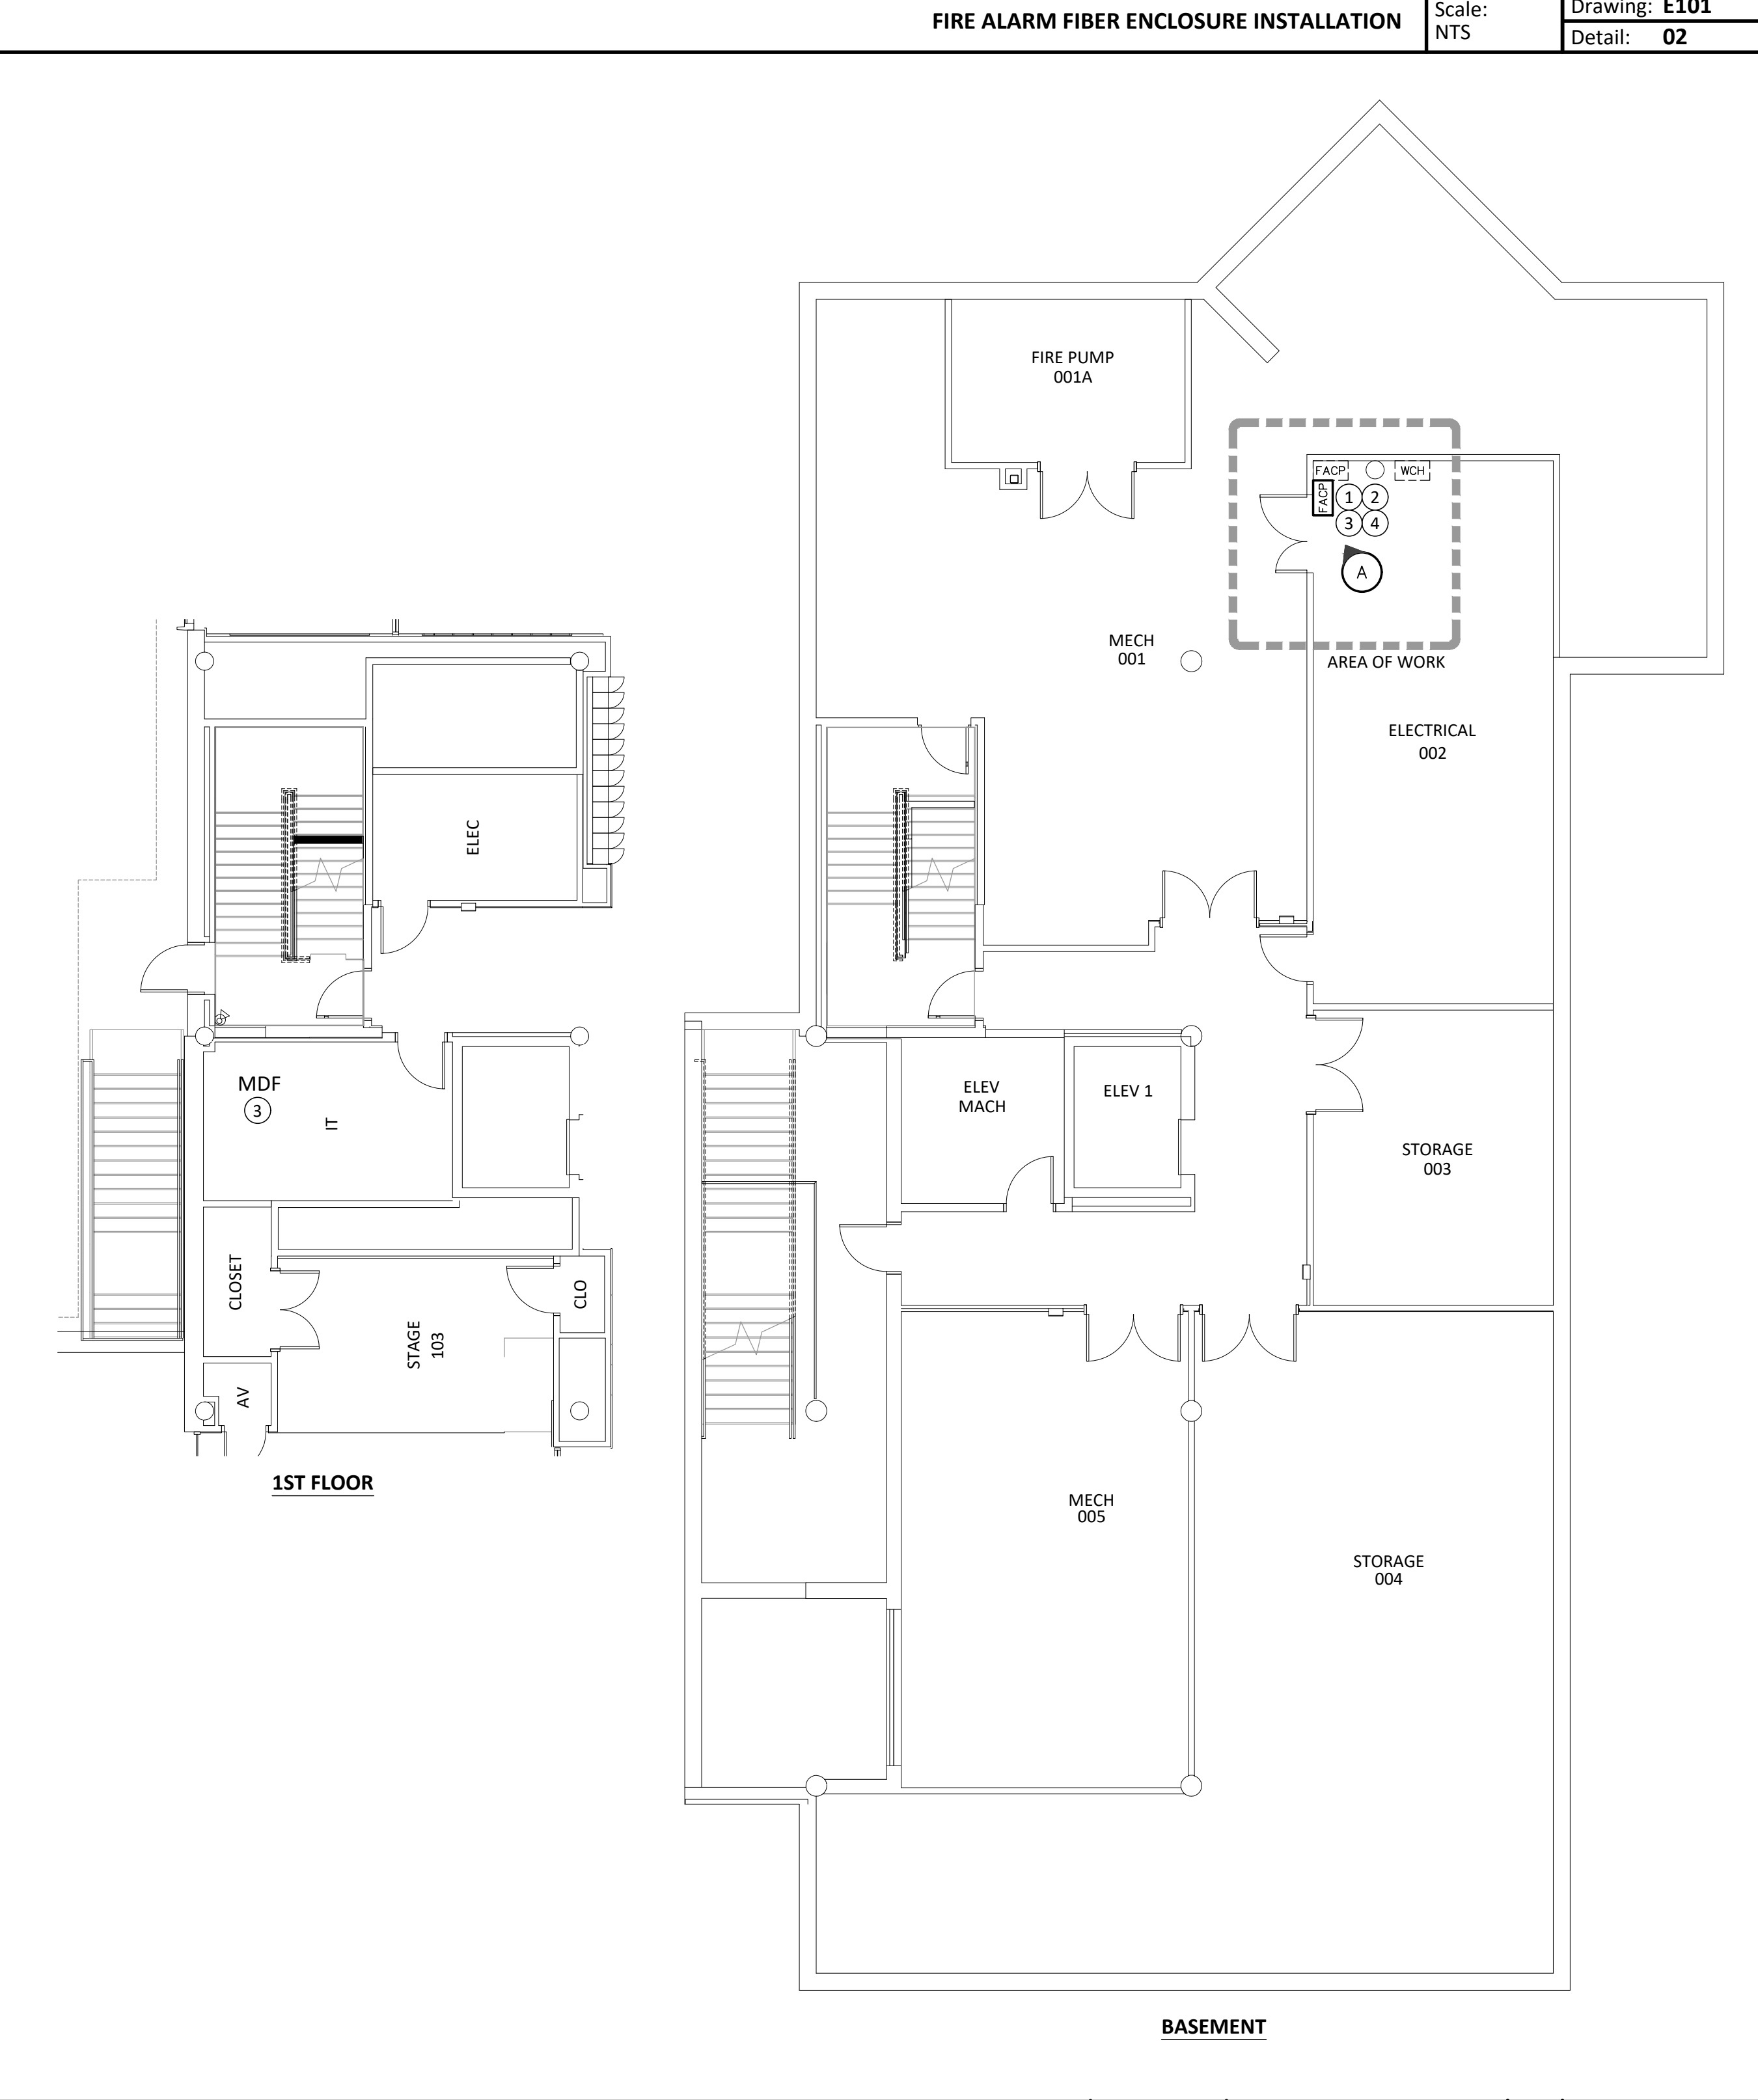 FIRE ALARM FIBER ENCLOSURE INSTALLATION
Scale:
NTS
Drawing: E101
Detail: 02
FIRE PUMP
001A
FACP
WCH
FACP
1 2
3 4
A
AREA OF WORK
MECH
001
ELECTRICAL
002
ELEC
MDF
3
IT
ELEV
MACH
ELEV 1
STORAGE
003
CLOSET
CLO
STAGE
103
AV
1ST FLOOR
MECH
005
STORAGE
004
BASEMENT